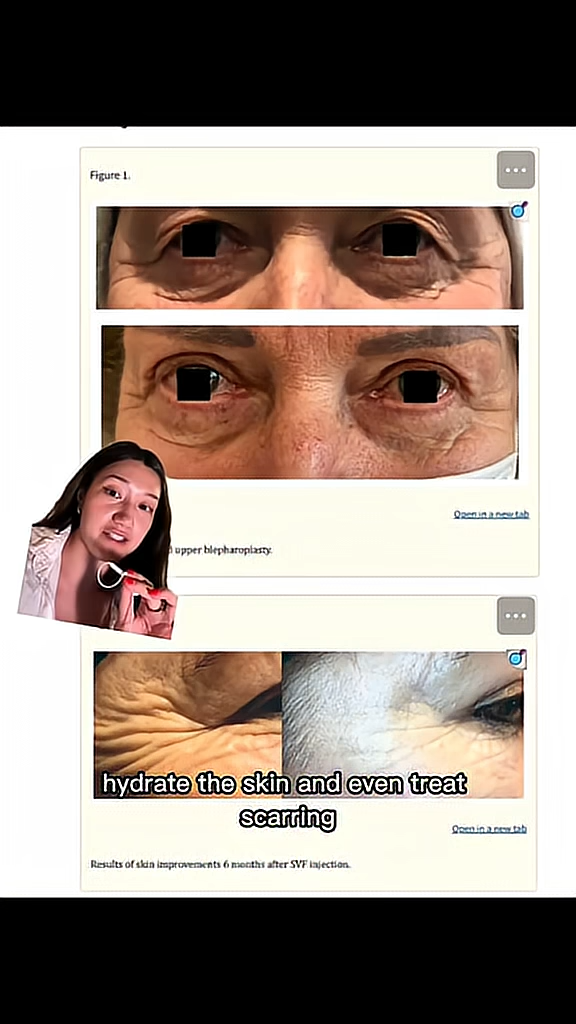 Figure 1.
Open in a new tab
upper blepharoplasty.
hydrate the skin and even treat
scarring
Open in a new tab
Results of skin improvements 6 months after SVF injection.